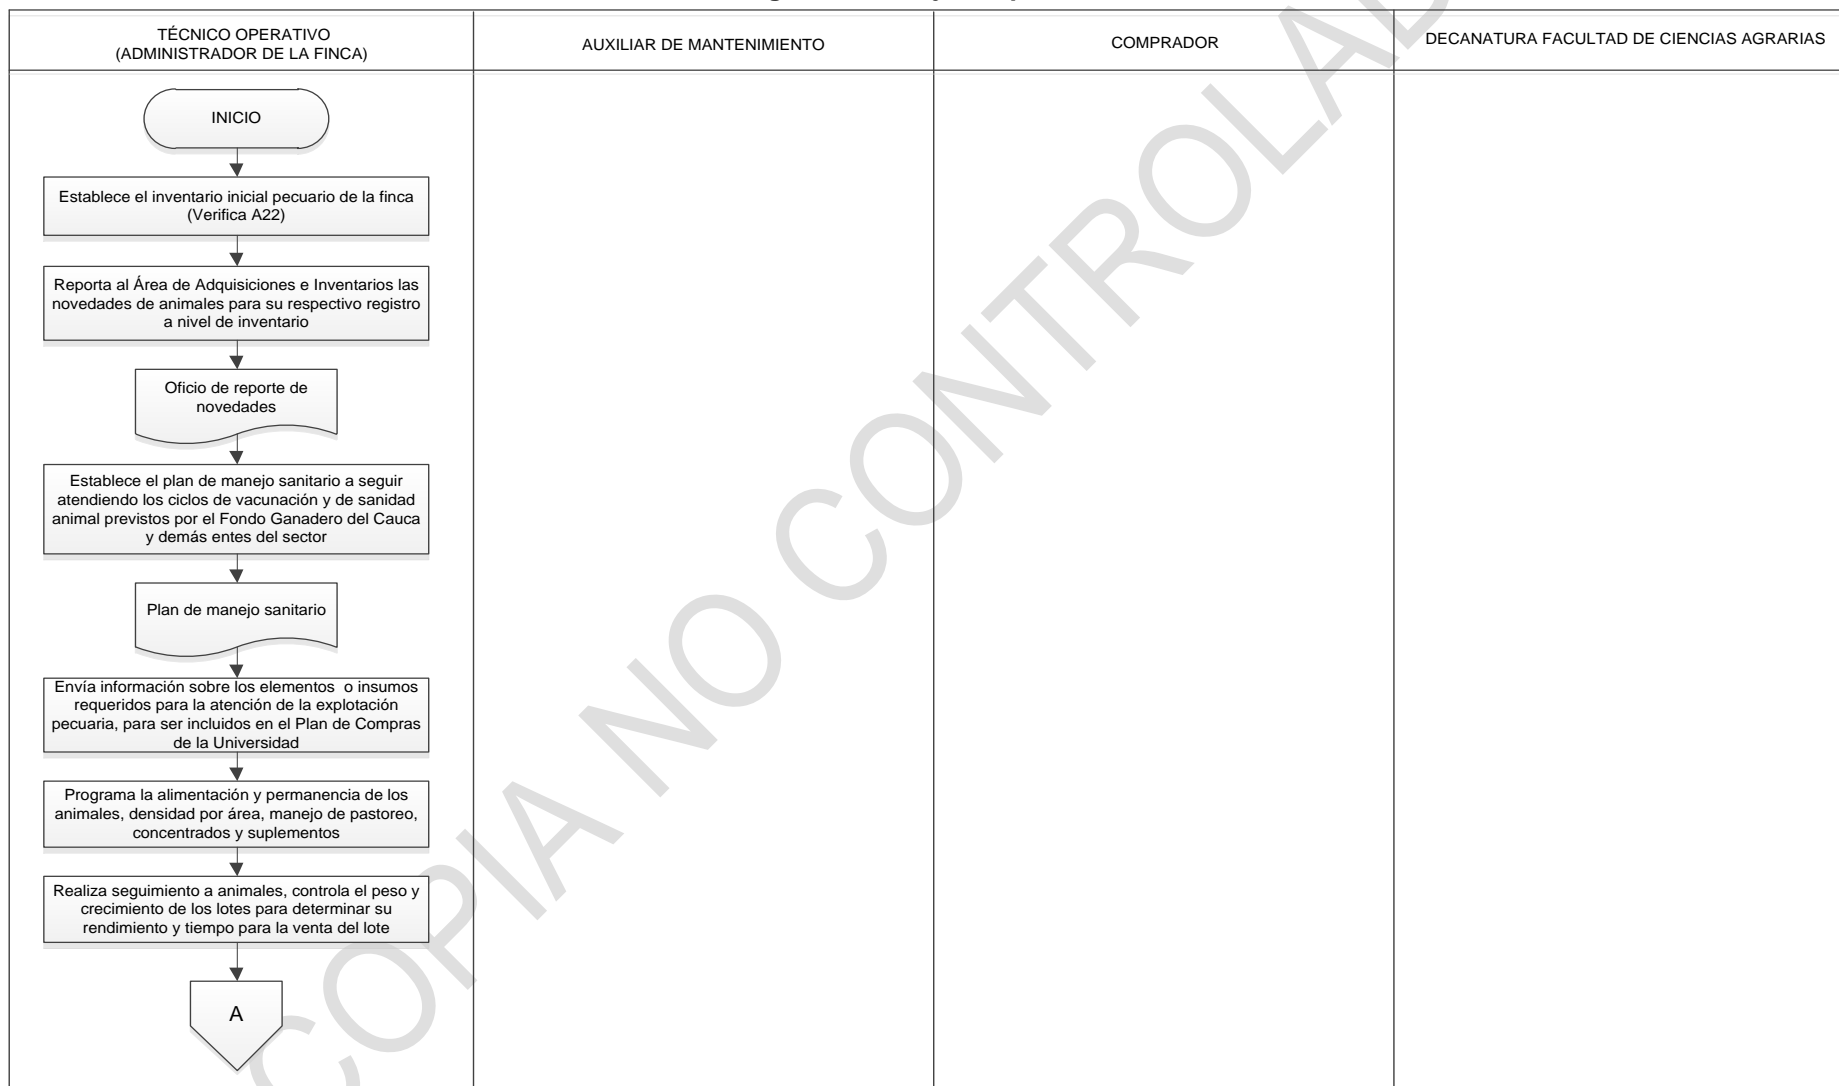 TÉCNICO OPERATIVO
(ADMINISTRADOR DE LA FINCA)
AUXILIAR DE MANTENIMIENTO
COMPRADOR
DECANATURA FACULTAD DE CIENCIAS AGRARIAS
INICIO
Establece el inventario inicial pecuario de la finca
(Verifica A22)
Reporta al Área de Adquisiciones e Inventarios las
novedades de animales para su respectivo registro
a nivel de inventario
Oficio de reporte de
novedades
Establece el plan de manejo sanitario a seguir
atendiendo los ciclos de vacunación y de sanidad
animal previstos por el Fondo Ganadero del Cauca
y demás entes del sector
Plan de manejo sanitario
Envía información sobre los elementos o insumos
requeridos para la atención de la explotación
pecuaria, para ser incluidos en el Plan de Compras
de la Universidad
Programa la alimentación y permanencia de los
animales, densidad por área, manejo de pastoreo,
concentrados y suplementos
Realiza seguimiento a animales, controla el peso y
crecimiento de los lotes para determinar su
rendimiento y tiempo para la venta del lote
A
COPIA NO CONTROLAD